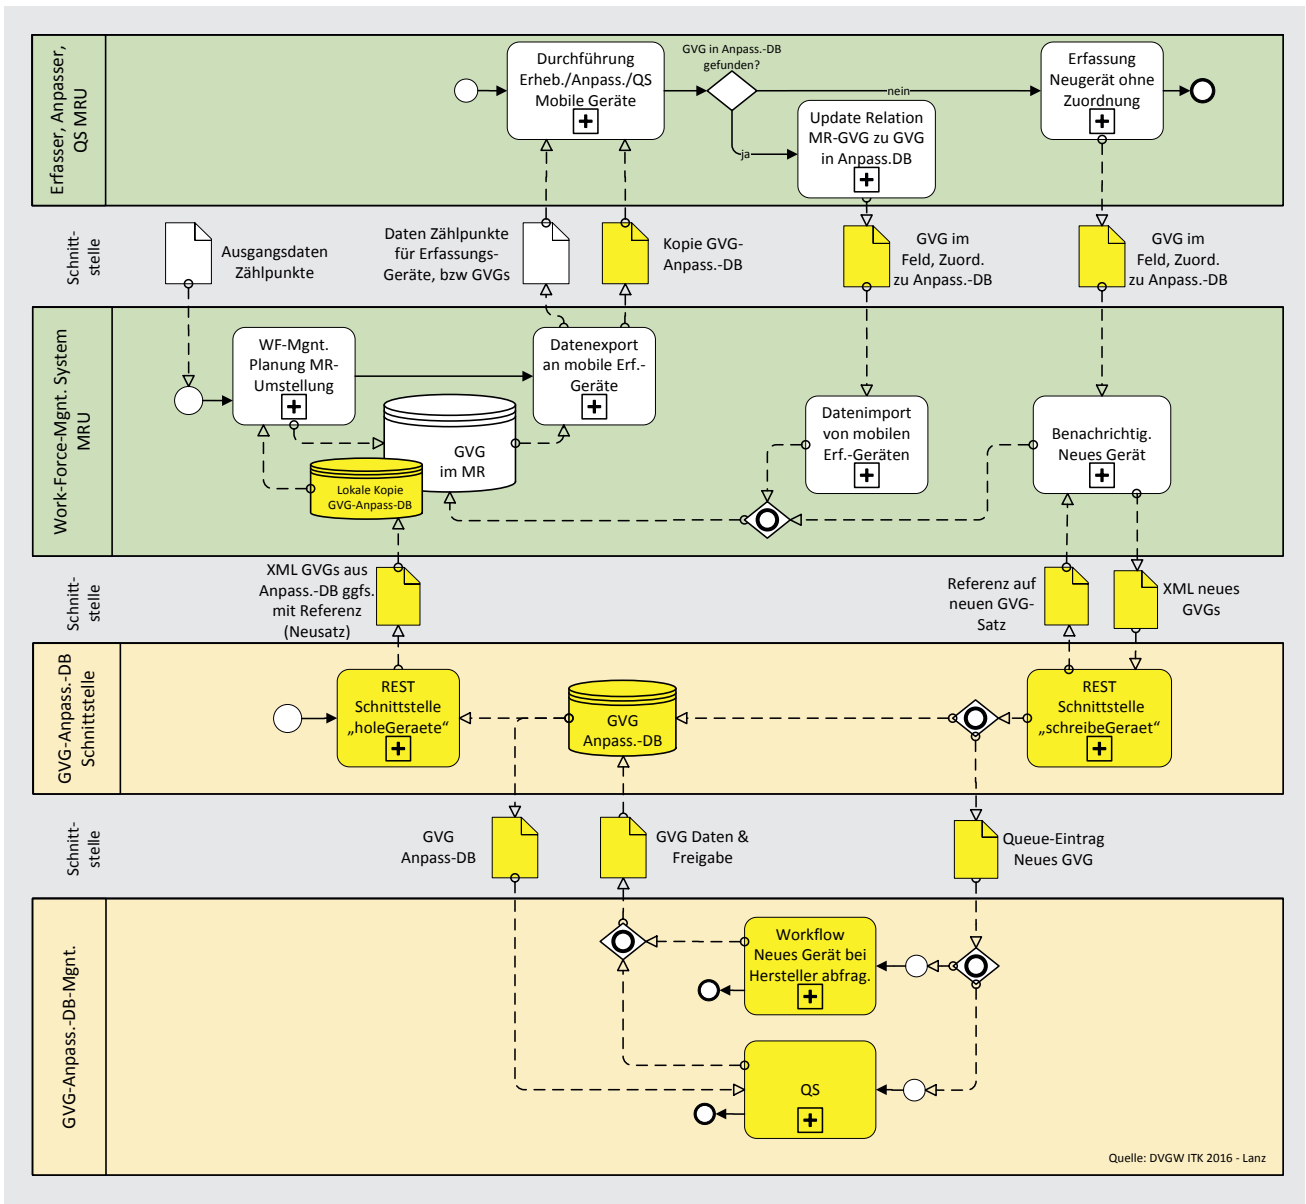 Erfasser, Anpasser,
QS MRU
Durchführung
Erheb./Anpass./QS
Mobile Geräte
GVG in Anpass.-DB
gefunden?
nein
ja
Update Relation
MR-GVG zu GVG
in Anpass.DB
Erfassung
Neugerät ohne
Zuordnung
Schnitt-
stelle
Ausgangsdaten
Zählpunkte
Daten Zählpunkte
für Erfassungs-
Geräte, bzw GVGs
Kopie GVG-
Anpass.-DB
GVG im
Feld, Zuord.
zu Anpass.-DB
GVG im
Feld, Zuord.
zu Anpass.-DB
Work-Force-Mgnt. System
MRU
WF-Mgnt.
Planung MR-
Umstellung
Datenexport
an mobile Erf.-
Geräte
GVG
im MR
Lokale Kopie
GVG-Anpass-DB
Datenimport
von mobilen
Erf.-Geräten
Benachrichtig.
Neues Gerät
Schnitt-
stelle
XML GVGs aus
Anpass.-DB ggfs.
mit Referenz
(Neusatz)
Referenz auf
neuen GVG-
Satz
XML neues
GVGs
GVG-Anpass.-DB
Schnittstelle
REST
Schnittstelle
„holeGeraete“
GVG
Anpass.-DB
REST
Schnittstelle
„schreibeGeraet“
Schnitt-
stelle
GVG
Anpass-DB
GVG Daten &
Freigabe
Queue-Eintrag
Neues GVG
GVG-Anpass.-DB-Mgnt.
Workflow
Neues Gerät bei
Hersteller abfrag.
QS
Quelle: DVGW ITK 2016 - Lanz